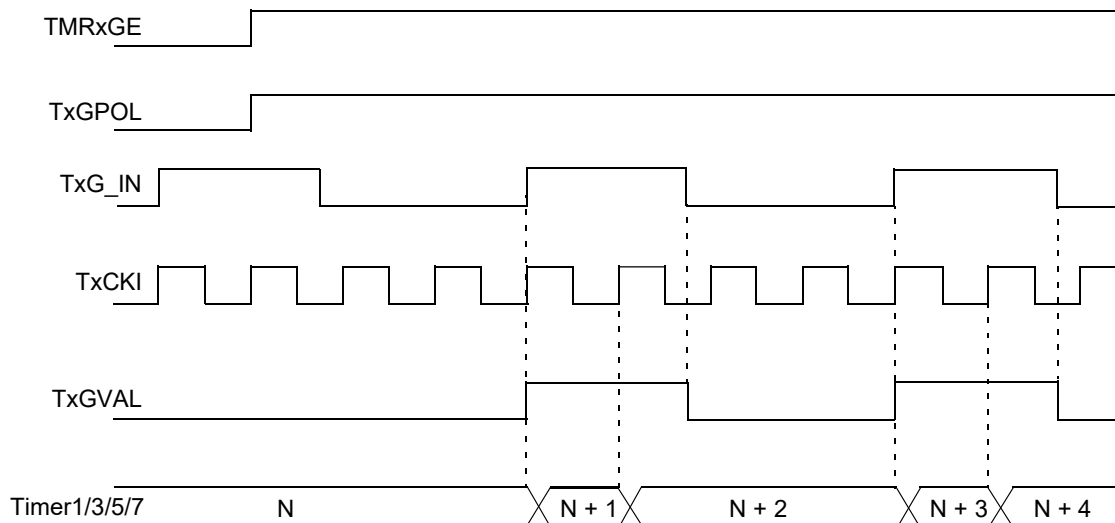 TMRxGE
TxGPOL
TxG_IN
TxCKI
TxGVAL
Timer1/3/5/7 N N + 1 N + 2 N + 3 N + 4